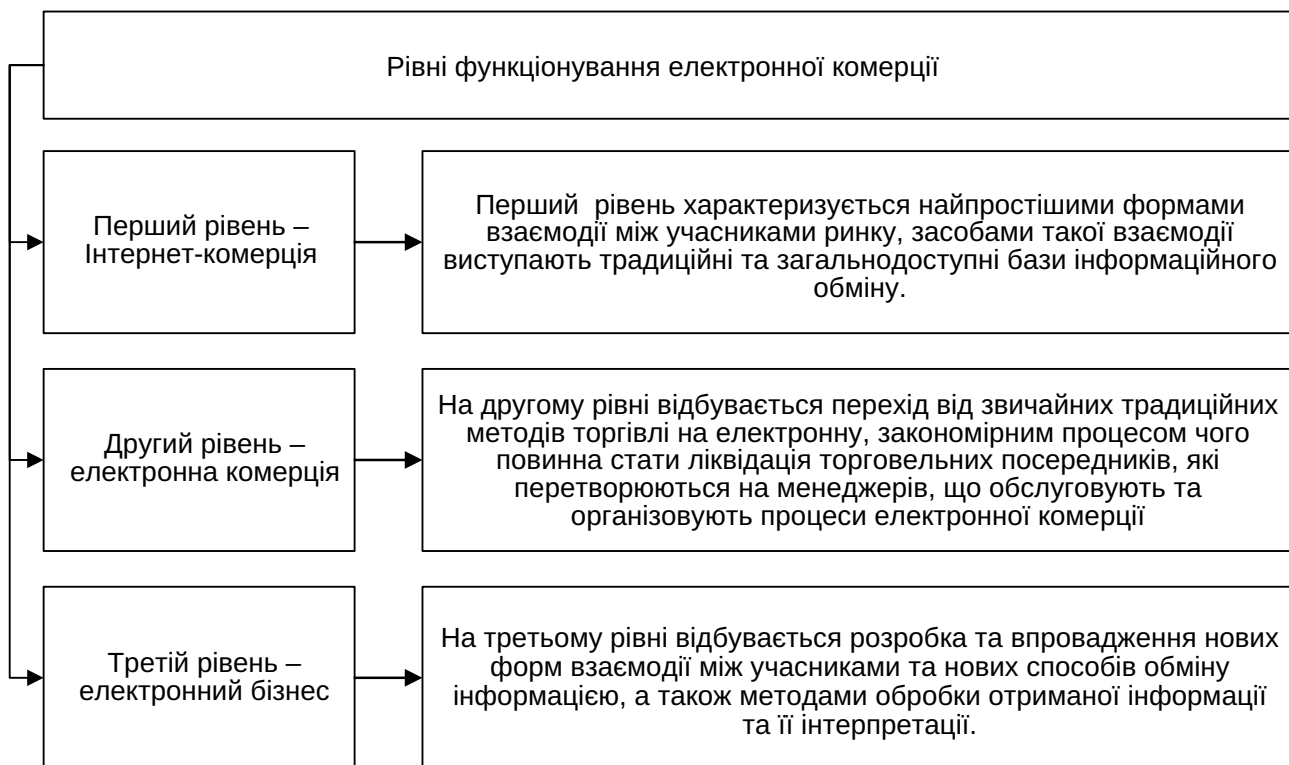 Рівні функціонування електронної комерції
Перший рівень –
Інтернет-комерція
Перший рівень характеризується найпростішими формами
взаємодії між учасниками ринку, засобами такої взаємодії
виступають традиційні та загальнодоступні бази інформаційного
обміну.
Другий рівень –
електронна комерція
На другому рівні відбувається перехід від звичайних традиційних
методів торгівлі на електронну, закономірним процесом чого
повинна стати ліквідація торговельних посередників, які
перетворюються на менеджерів, що обслуговують та
організовують процеси електронної комерції
Третій рівень –
електронний бізнес
На третьому рівні відбувається розробка та впровадження нових
форм взаємодії між учасниками та нових способів обміну
інформацією, а також методами обробки отриманої інформації
та її інтерпретації.